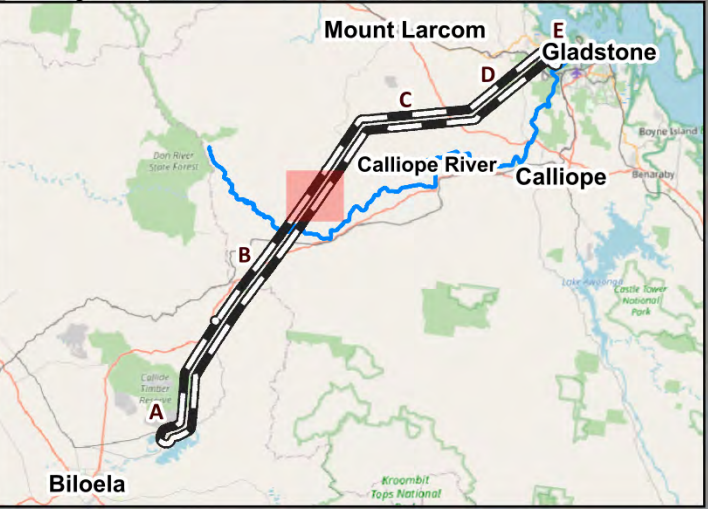 Mount Larcom
E
Gladstone
D
C
Boyne Island
Don River
State Forest
Calliope River
Calliope
Benaraby
B
Lake Awoonga
Castle Tower
National
Park
Callide
Timber
Reserve
A
Biloela
Kroombit
Tops National